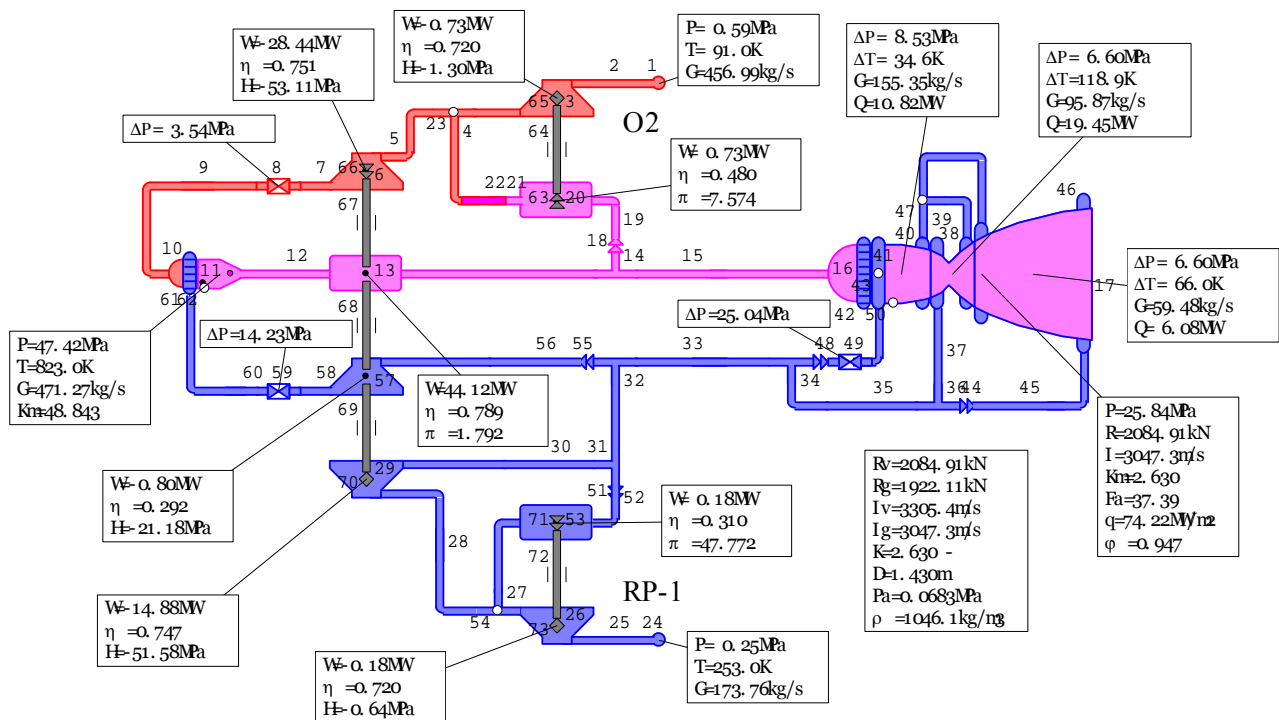 W=-28. 44MW
η =0.751
H=-53.11MPa
W=-0. 73MW
η =0.720
H=-1. 30MPa
P= 0.59MPa
T= 91.0K
G=456.99kg/s
ΔP= 8.53MPa
ΔT= 34.6K
G=155.35kg/s
Q=10.82MW
ΔP= 6.60MPa
ΔT=118.9K
G=95.87kg/s
Q=19.45MW
ΔP= 3.54MPa
W= 0.73MW
η =0.480
π =7.574
O2
ΔP= 6.60MPa
ΔT= 66.0K
G=59.48kg/s
Q= 6.08MW
P=47.42MPa
T=823.0K
G=471.27kg/s
Km=48.843
ΔP=14.23MPa
ΔP=25.04MPa
W=44.12MW
η =0.789
π =1.792
P=25.84MPa
R=2084. 91kN
I =3047.3m/s
Km=2.630
Fa=37.39
q=74.22MW/m2
φ =0.947
W=-0. 80MW
η =0.292
H=-21.18MPa
Rv=2084. 91kN
Rg=1922.11kN
Iv=3305.4m/s
Ig=3047.3m/s
K=2.630 -
D=1. 430m
Pa=0.0683MPa
ρ =1046.1kg/m3
W= 0.18MW
η =0.310
π =47.772
RP-1
W=-14. 88MW
η =0.747
H=-51.58MPa
W=-0. 18MW
η =0.720
H=-0. 64MPa
P= 0.25MPa
T=253.0K
G=173.76kg/s
1
2
3
4
5
6
7
8
9
10
11
12
13
14
15
16
17
18
19
20
21
22
23
24
25
26
27
28
29
30
31
32
33
34
35
36
37
38
39
40
41
42
43
44
45
46
47
48
49
50
51
52
53
54
55
56
57
58
59
60
61
62
63
64
65
66
67
68
69
70
71
72
73